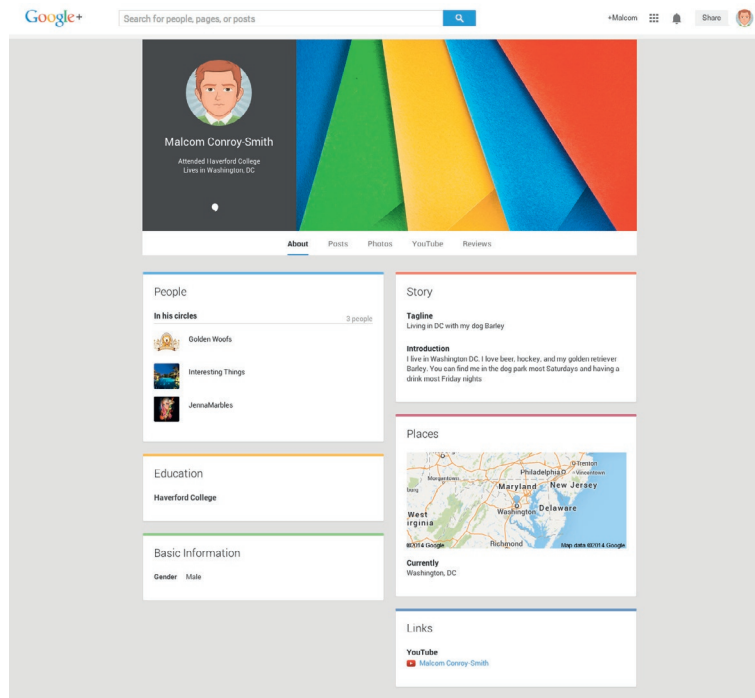 Google+
Search for people, pages, or posts
+Malcom
Share
Malcom Conroy-Smith
Attended Haverford College
Lives in Washington, DC
About Posts Photos YouTube Reviews
People
In his circles 3 people
Golden Woofs
Interesting Things
JennaMarbles
Education
Haverford College
Basic Information
Gender Male
Story
Tagline
Living in DC with my dog Barley
Introduction
I live in Washington DC. I love beer, hockey, and my golden retriever
Barley. You can find me in the dog park most Saturdays and having a
drink most Friday nights
Places
Trenton
Philadelphia Vincentown
Morgantown
burg
Maryland New Jersey
Washington Delaware
West
irginia
Richmond
©2014 Google Map data ©2014 Google
Currently
Washington, DC
Links
YouTube
Malcom Conroy-Smith